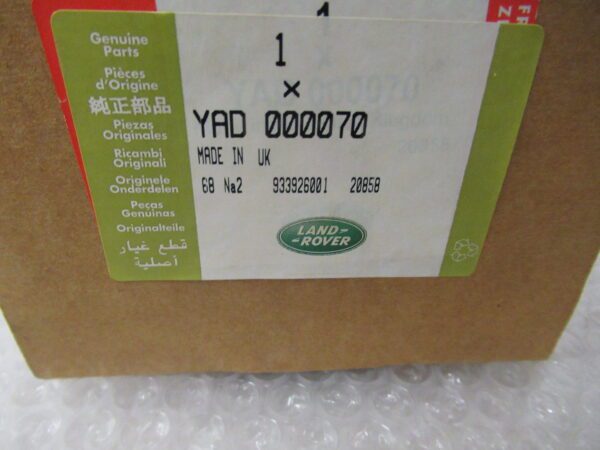 Genuine
Parts
Pièces
d'Origine
純正部品
Piezas
Originales
Ricambi
Originali
Originele
Onderdelen
Peças
Genuinas
Originalteile
قطع غيار
أصلية
1
1
×
YAD 000070
MADE IN UK
68 Na2 933926001 20858
LAND-
-ROVER